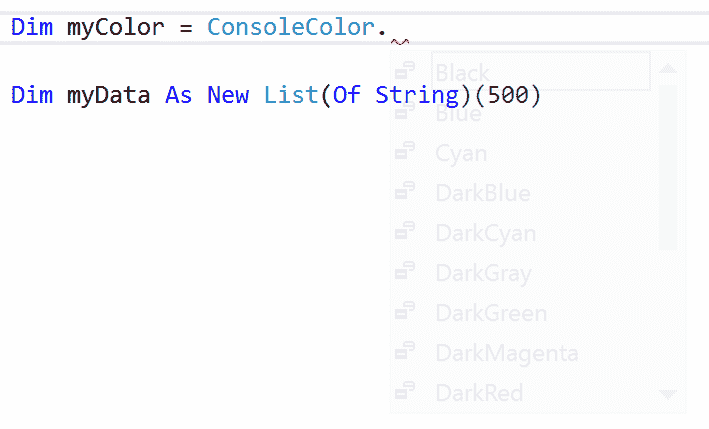 Dim myColor = ConsoleColor.
Black
Dim myData As New List(Of String)(500)
Blue
Cyan
DarkBlue
DarkCyan
DarkGray
DarkGreen
DarkMagenta
DarkRed